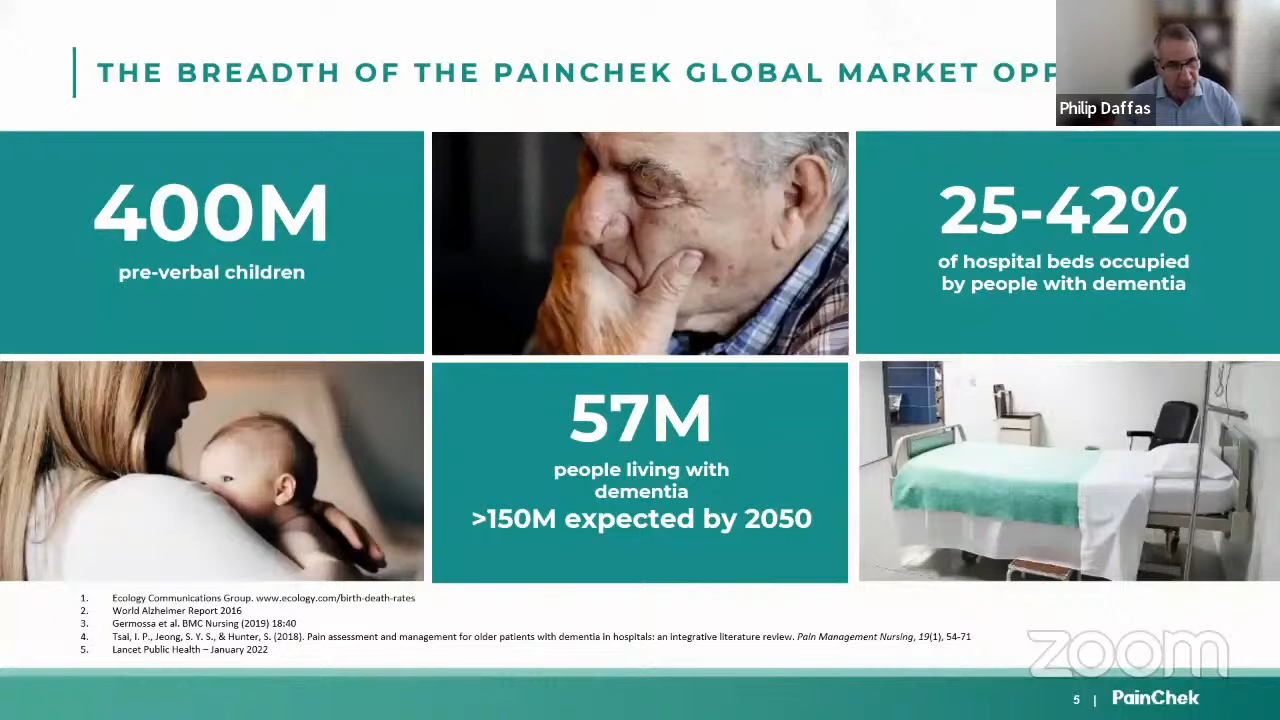 THE BREADTH OF THE PAINCHEK GLOBAL MARKET OPP
Philip Daffas
400M
pre-verbal children
25-42%
of hospital beds occupied
by people with dementia
57M
people living with
dementia
>150M expected by 2050
1. Ecology Communications Group. www.ecology.com/birth-death-rates
2. World Alzheimer Report 2016
3. Germossa et al. BMC Nursing (2019) 18:40
4. Tsai, I. P., Jeong, S. Y. S., & Hunter, S. (2018). Pain assessment and management for older patients with dementia in hospitals: an integrative literature review. Pain Management Nursing, 19(1), 54-71
5. Lancet Public Health – January 2022
zoom
5 | PainChek